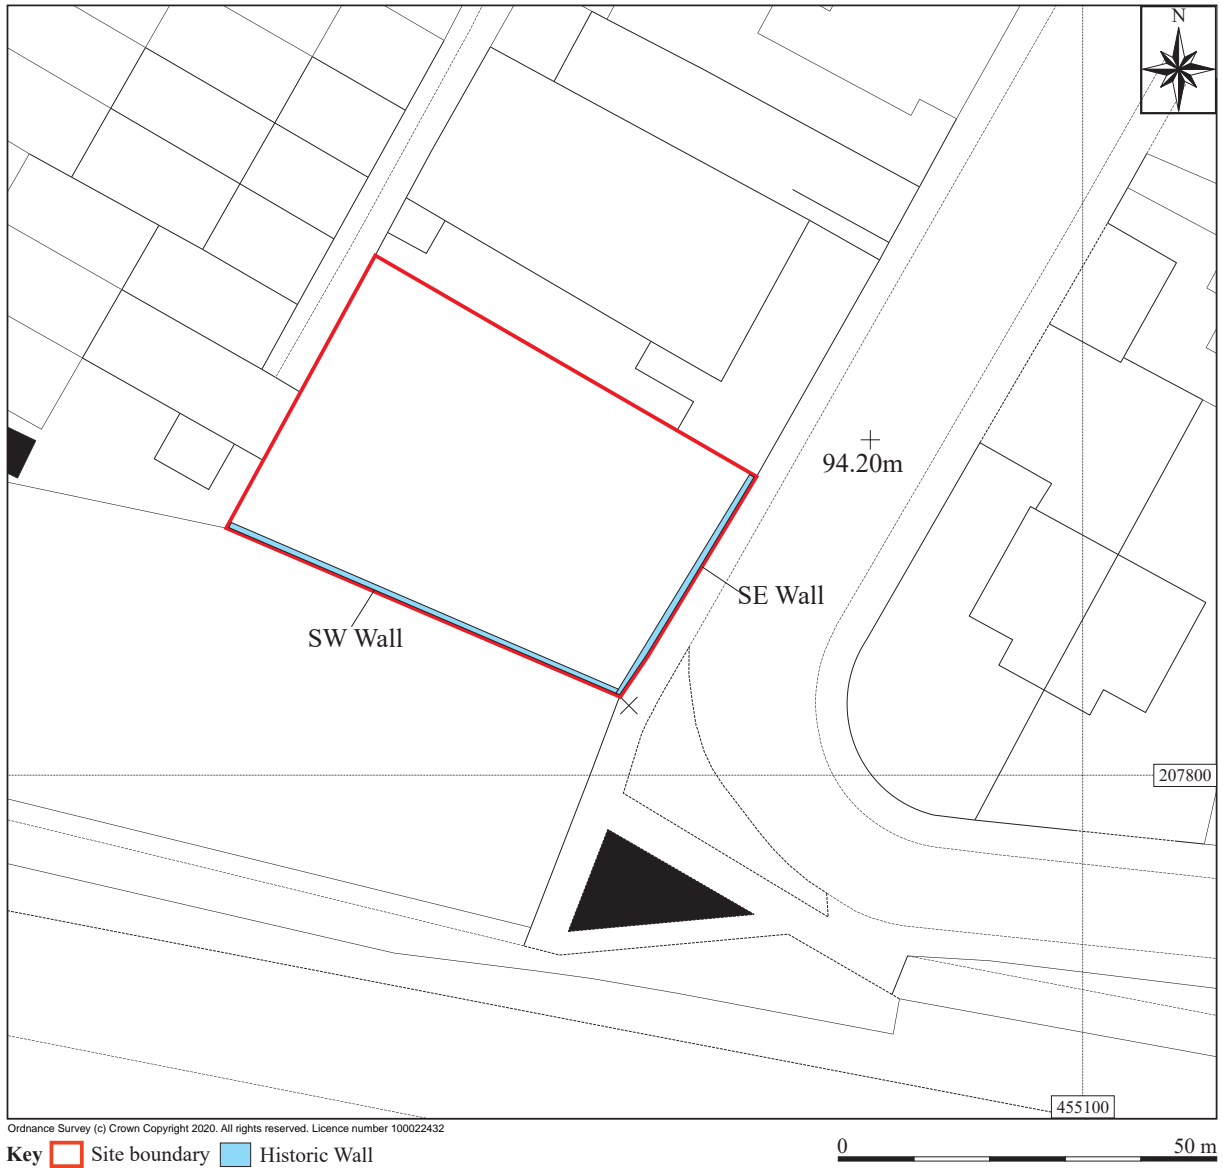 N
94.20m
SE Wall
SW Wall
207800
455100
Ordnance Survey (c) Crown Copyright 2020. All rights reserved. Licence number 100022432
Key Site boundary Historic Wall
0 50 m